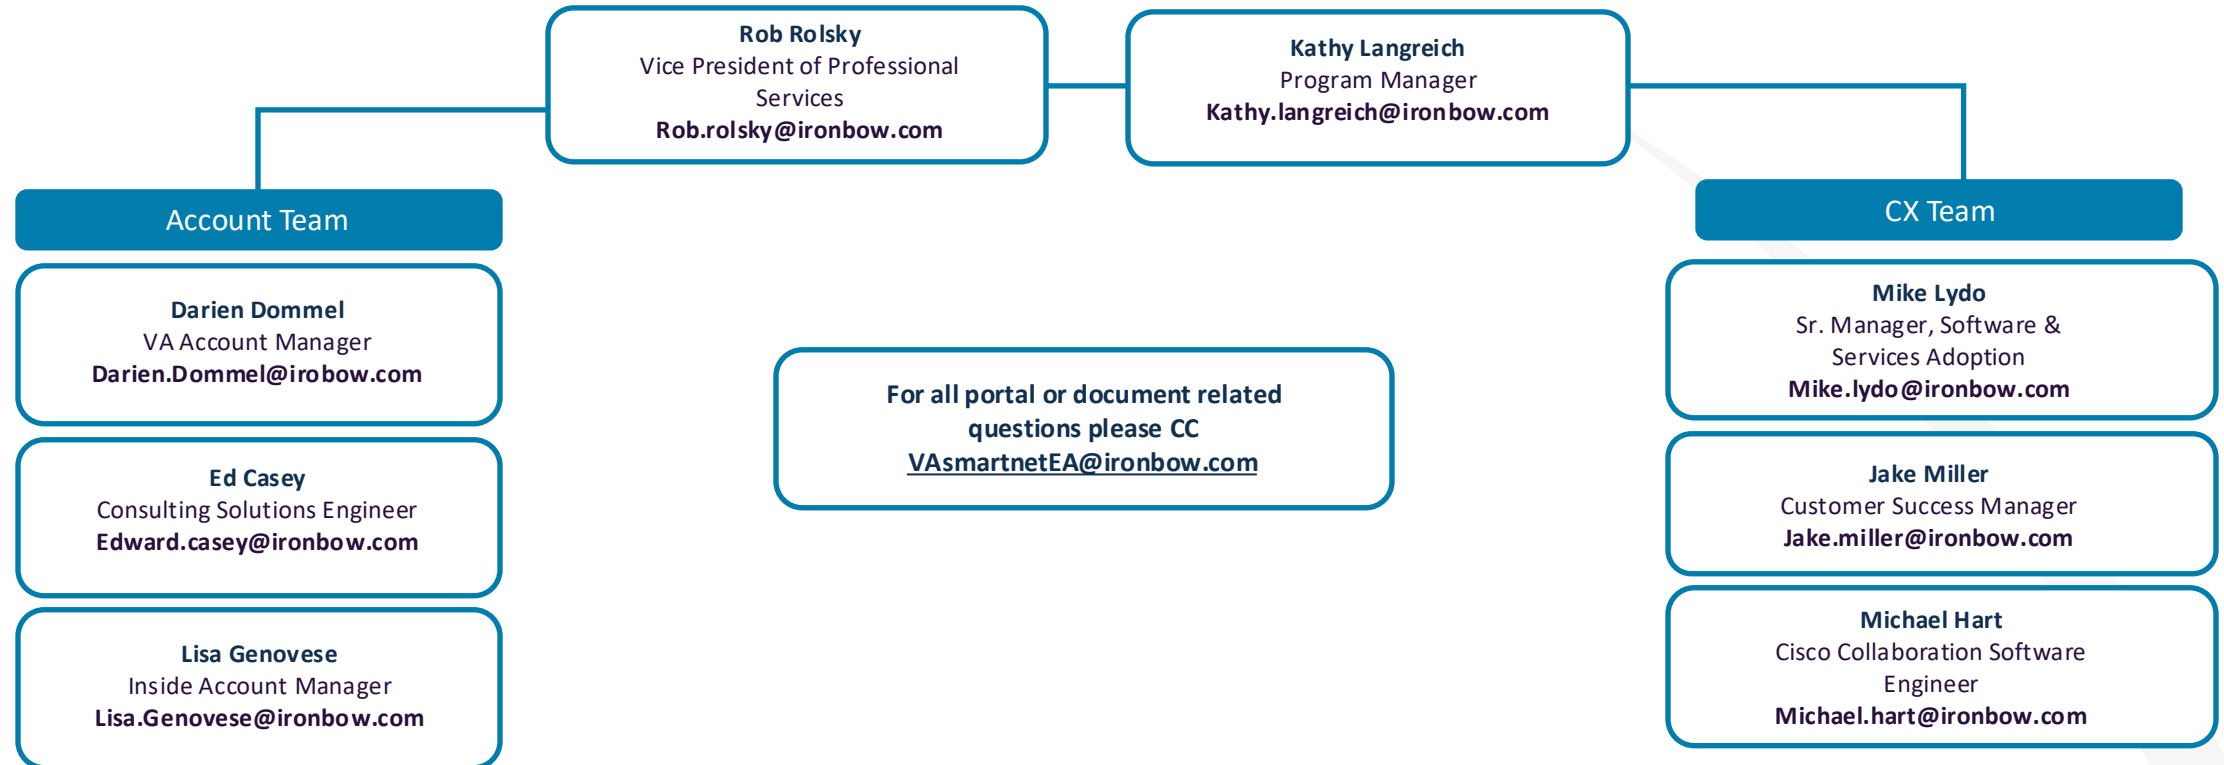 Rob Rolsky
Vice President of Professional
Services
Rob.rolsky@ironbow.com
Kathy Langreich
Program Manager
Kathy.langreich@ironbow.com
Account Team
Darien Dommel
VA Account Manager
Darien.Dommel@irobow.com
Ed Casey
Consulting Solutions Engineer
Edward.casey@ironbow.com
Lisa Genovese
Inside Account Manager
Lisa.Genovese@ironbow.com
For all portal or document related
questions please CC
VAsmartnetEA@ironbow.com
CX Team
Mike Lydo
Sr. Manager, Software &
Services Adoption
Mike.lydo@ironbow.com
Jake Miller
Customer Success Manager
Jake.miller@ironbow.com
Michael Hart
Cisco Collaboration Software
Engineer
Michael.hart@ironbow.com